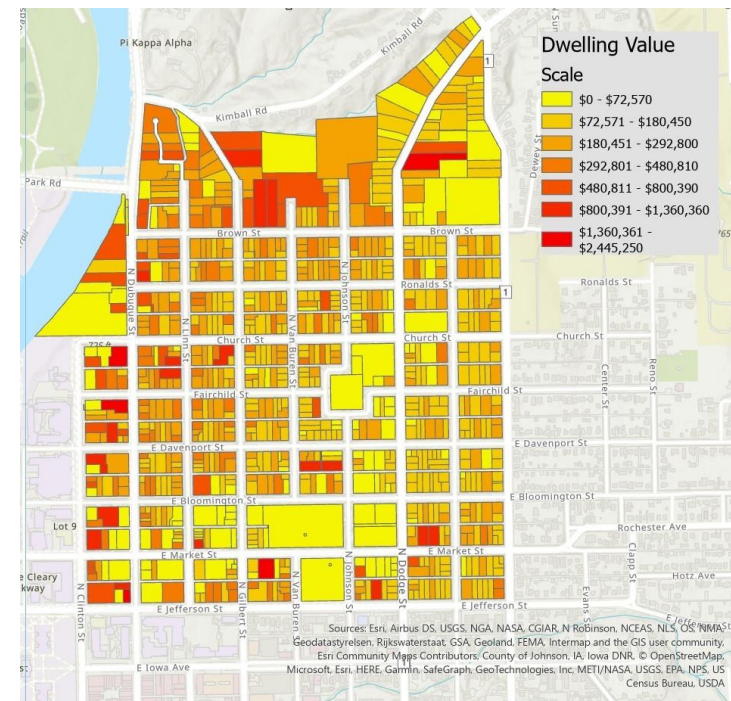 Pi Kappa Alpha
Kimball Rd
1
Dwelling Value
Scale
$0 - $72,570
$72,571 - $180,450
$180,451 - $292,800
$292,801 - $480,810
$480,811 - $800,390
$800,391 - $1,360,360
$1,360,361 -
$2,445,250
Kimball Rd
Dewey St
Park Rd
Brown St
Brown St
N Dubuque St
N Johnson St
Ronalds St
Ronalds St
1
N Linn St
N Van Buren St
Church St
Church St
Church St
Fairchild St
Fairchild St
Center St
Reno St
E Davenport St
E Davenport St
E Bloomington St
E Bloomington St
Lot 9
Rochester Ave
E Market St
E Market St
Clapp St
e Cleary
kway
Hotz Ave
N Clinton St
N Gilbert St
N Van Buren
N Johnson St
N Dodge St
Evans
E Jefferson St
E Jefferson St
E Jefferson St
E Iowa Ave
Sources: Esri, Airbus DS, USGS, NGA, NASA, CGIAR, N Robinson, NCEAS, NLS, OS, NMA,
Geodatastyrelsen, Rijkswaterstaat, GSA, Geoland, FEMA, Intermap and the GIS user community,
Esri Community Maps Contributors, County of Johnson, IA, Iowa DNR, © OpenStreetMap,
Microsoft, Esri, HERE, Garmin, SafeGraph, GeoTechnologies, Inc, METI/NASA, USGS, EPA, NPS, US
Census Bureau, USDA